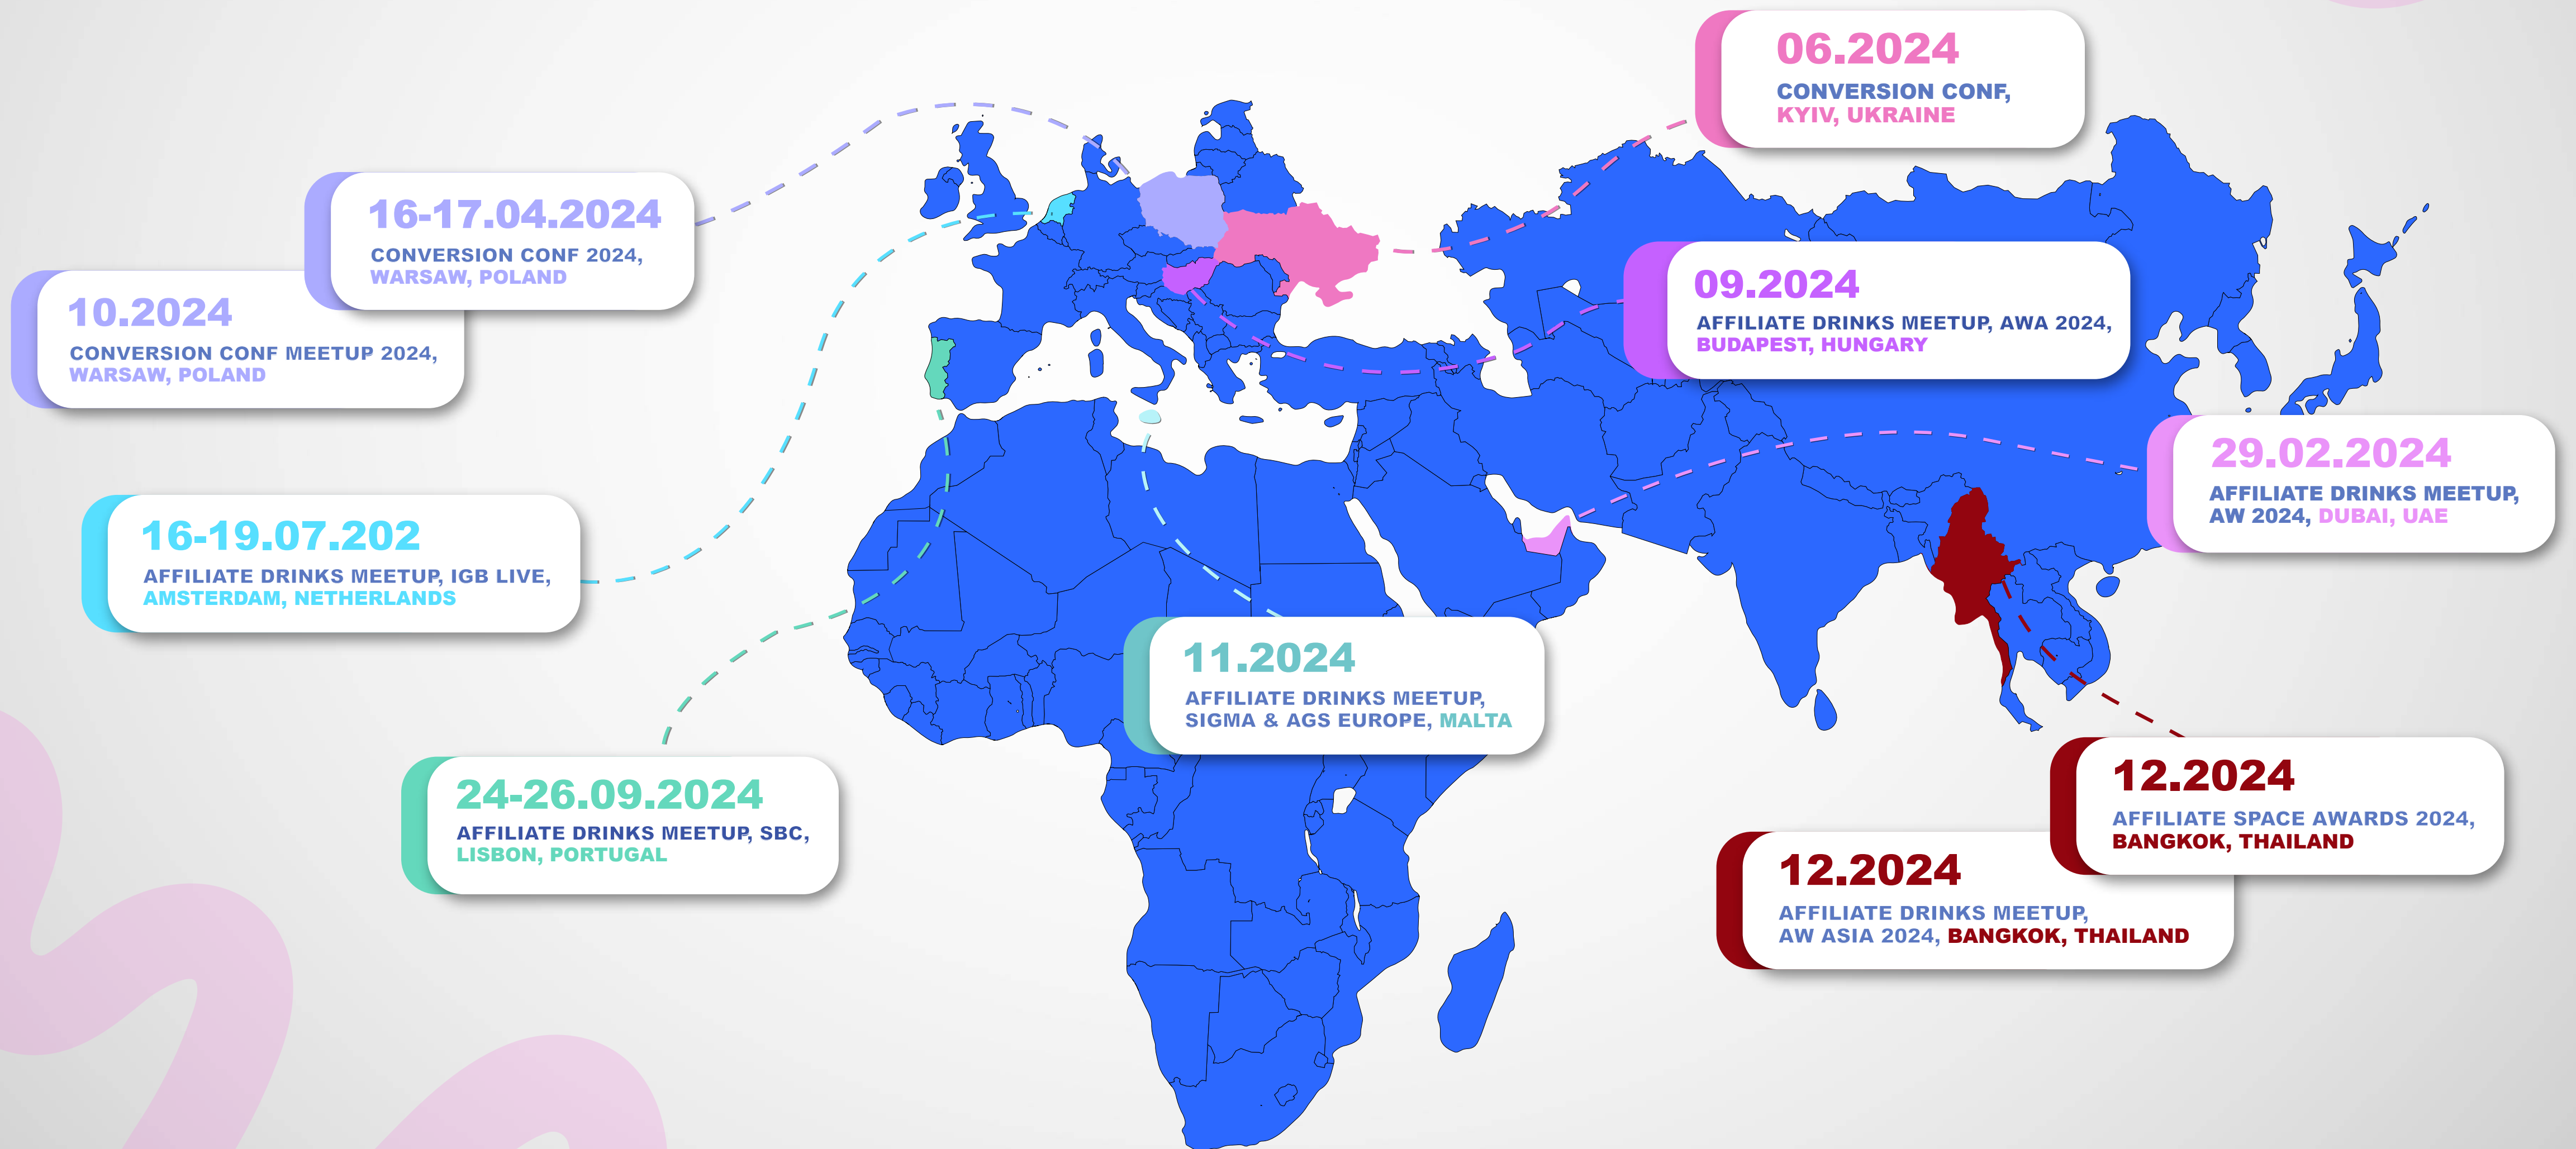 06.2024
CONVERSION CONF,
KYIV, UKRAINE
16-17.04.2024
CONVERSION CONF 2024,
WARSAW, POLAND
10.2024
CONVERSION CONF MEETUP 2024,
WARSAW, POLAND
09.2024
AFFILIATE DRINKS MEETUP, AWA 2024,
BUDAPEST, HUNGARY
29.02.2024
AFFILIATE DRINKS MEETUP,
AW 2024, DUBAI, UAE
16-19.07.202
AFFILIATE DRINKS MEETUP, IGB LIVE,
AMSTERDAM, NETHERLANDS
11.2024
AFFILIATE DRINKS MEETUP,
SIGMA & AGS EUROPE, MALTA
24-26.09.2024
AFFILIATE DRINKS MEETUP, SBC,
LISBON, PORTUGAL
12.2024
AFFILIATE SPACE AWARDS 2024,
BANGKOK, THAILAND
12.2024
AFFILIATE DRINKS MEETUP,
AW ASIA 2024, BANGKOK, THAILAND